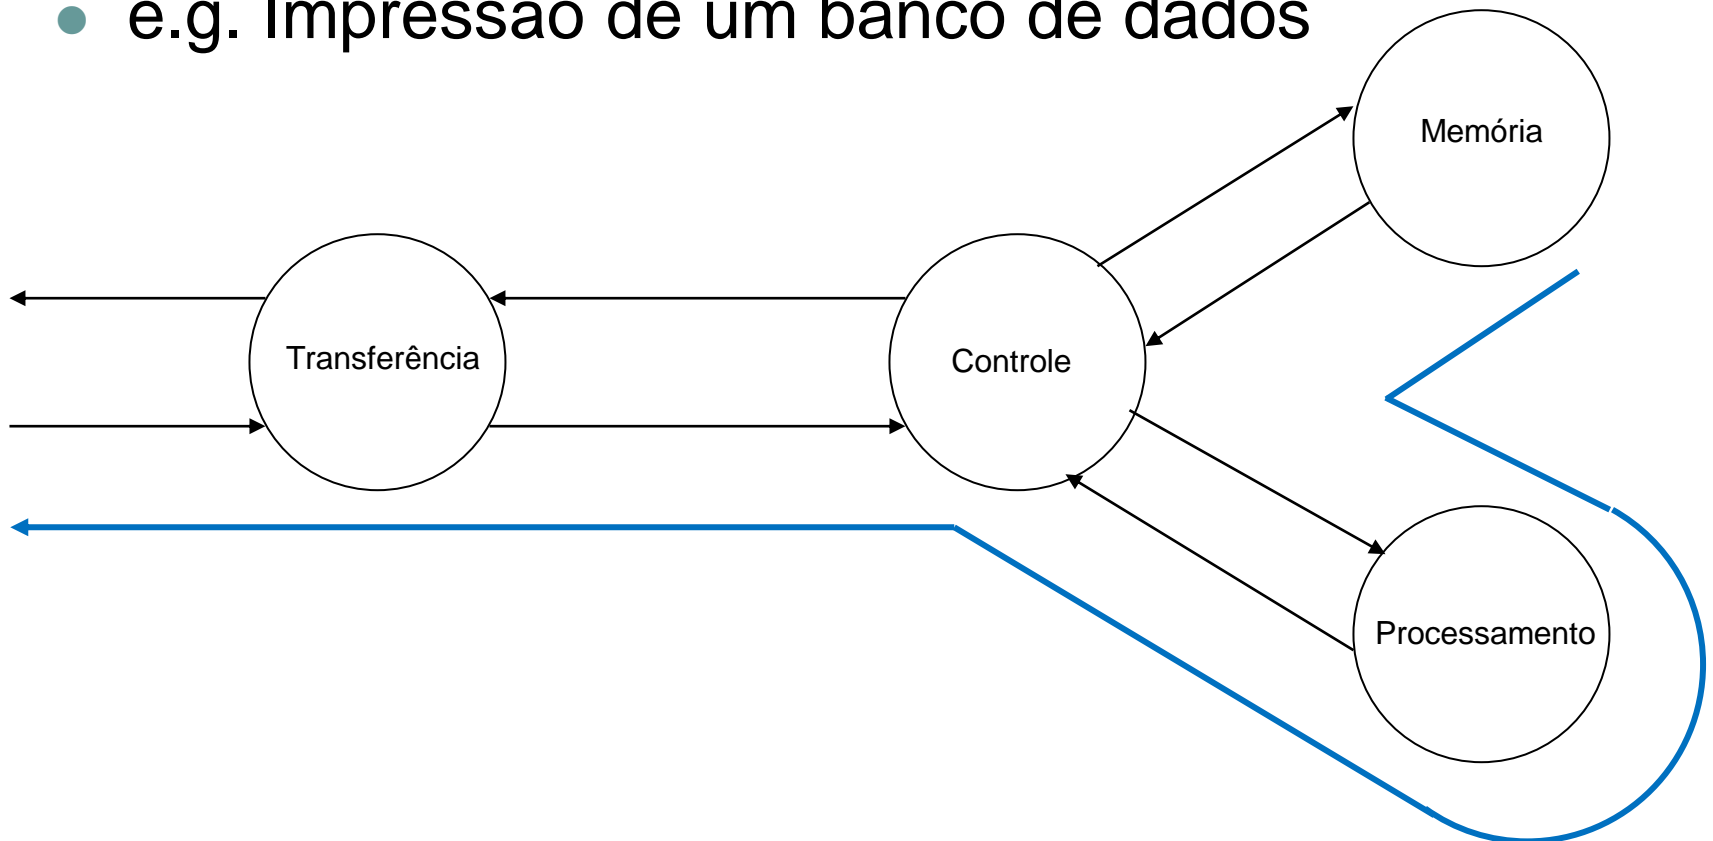 e.g. Impressão de um banco de dados
Memória
Transferência
Controle
Processamento